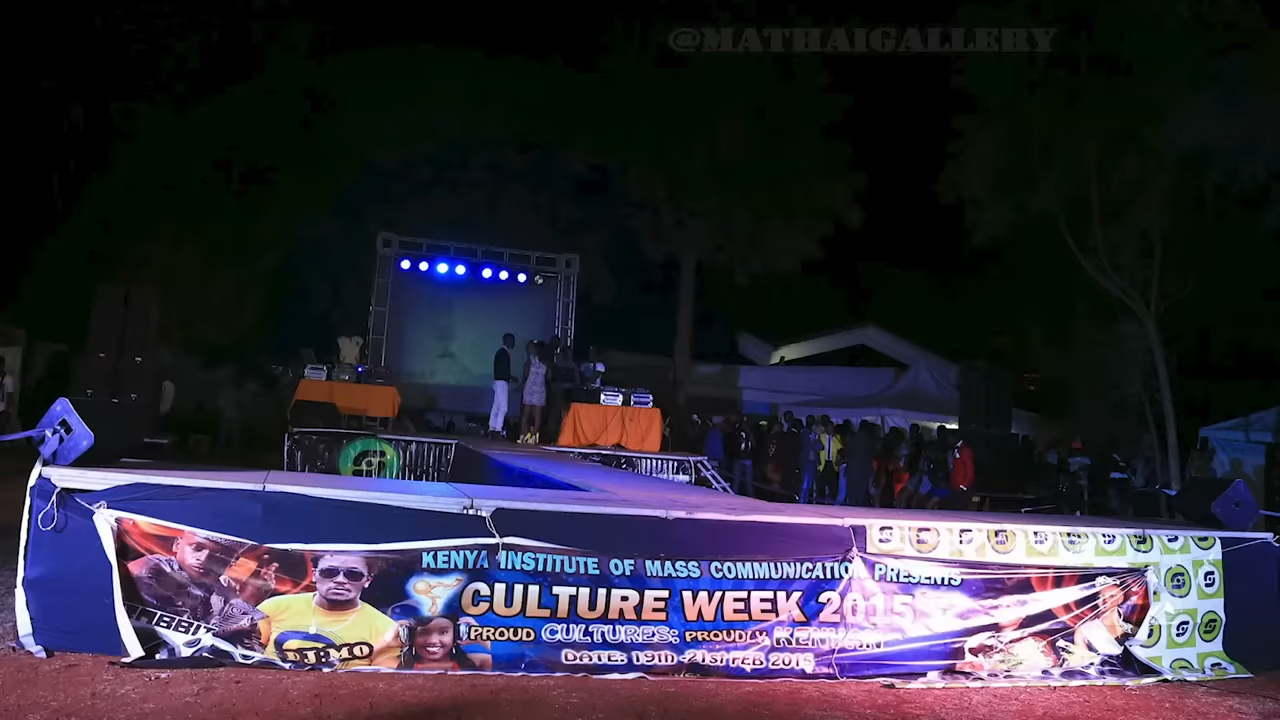 @MATHAIGALLERY
KENYA INSTITUTE OF MASS COMMUNICATION PRESENTS
CULTURE WEEK 2015
PROUD CULTURES: PROUDLY KENYAN
DATE: 19th -21st FEB 2015
DJ:MO